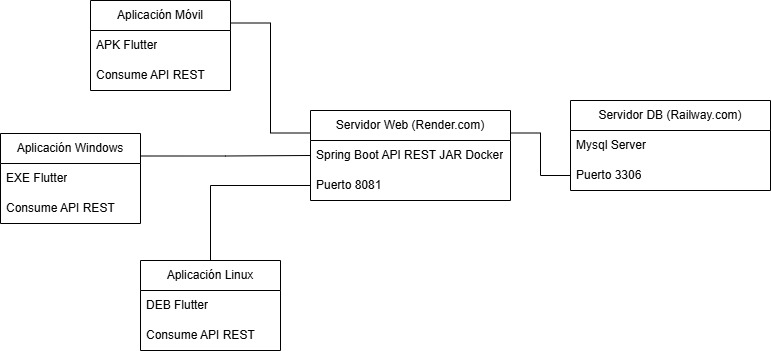 Aplicación Móvil
APK Flutter
Consume API REST
Servidor Web (Render.com)
Spring Boot API REST JAR Docker
Puerto 8081
Servidor DB (Railway.com)
Mysql Server
Puerto 3306
Aplicación Windows
EXE Flutter
Consume API REST
Aplicación Linux
DEB Flutter
Consume API REST